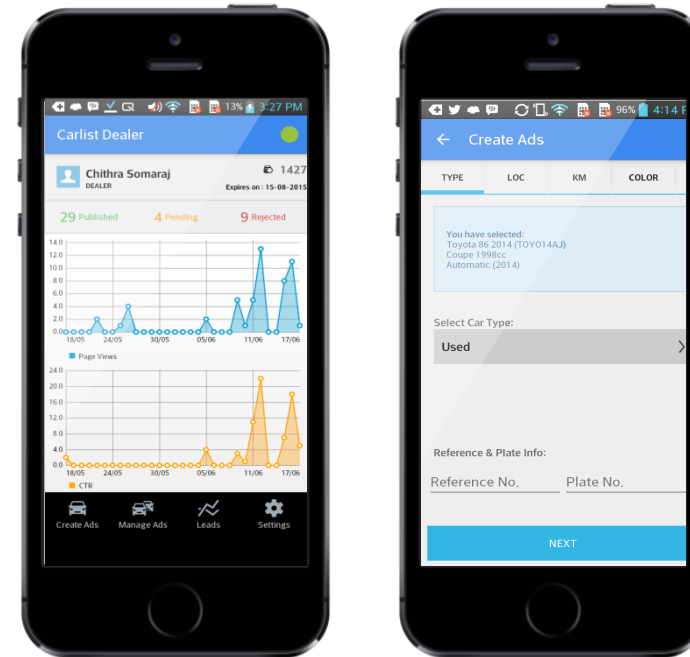 13% 3:27 PM
Carlist Dealer
Chithra Somaraj
DEALER
1427
Expires on : 15-08-2015
29 Published 4 Pending 9 Rejected
14.0
12.0
10.0
8.0
6.0
4.0
2.0
0.0
18/05 24/05 30/05 05/06 11/06 17/06
Page Views
24.0
20.0
16.0
12.0
8.0
4.0
0.0
18/05 24/05 30/05 05/06 11/06 17/06
CTR
Create Ads Manage Ads Leads Settings
96% 4:14 P
Create Ads
TYPE LOC KM COLOR
You have selected:
Toyota 86 2014 (TOYO14AJ)
Coupe 1998cc
Automatic (2014)
Select Car Type:
Used
Reference & Plate Info:
Reference No. Plate No.
NEXT